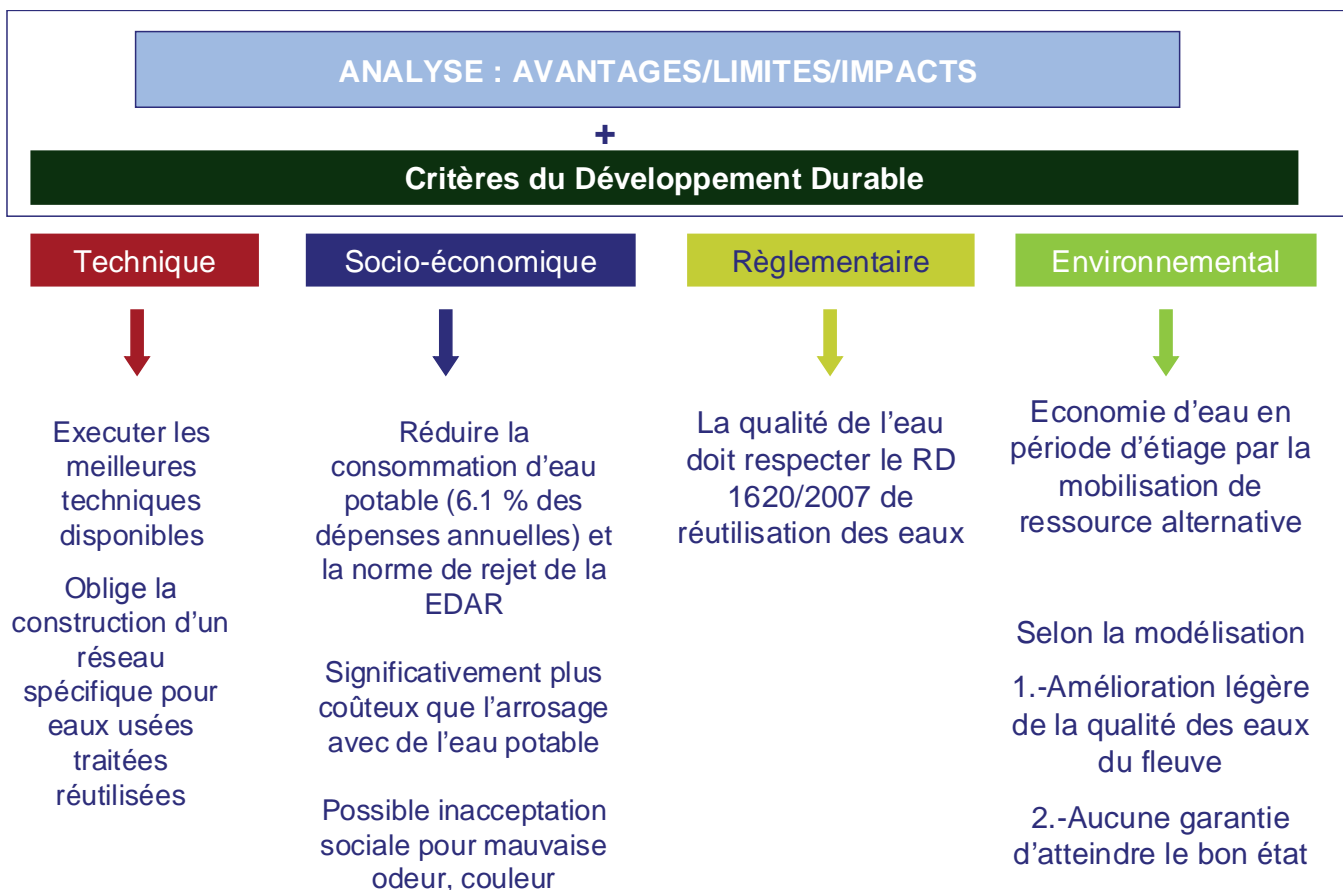 ANALYSE : AVANTAGES/LIMITES/IMPACTS
+
Critères du Développement Durable
Technique
Executer les
meilleures
techniques
disponibles
Oblige la
construction d’un
réseau
spécifique pour
eaux usées
traitées
réutilisées
Socio-économique
Réduire la
consommation d’eau
potable (6.1 % des
dépenses annuelles) et
la norme de rejet de la
EDAR
Significativement plus
coûteux que l’arrosage
avec de l’eau potable
Possible inacceptation
sociale pour mauvaise
odeur, couleur
Règlementaire
La qualité de l’eau
doit respecter le RD
1620/2007 de
réutilisation des eaux
Environnemental
Economie d’eau en
période d’étiage par la
mobilisation de
ressource alternative
Selon la modélisation
1.-Amélioration légère
de la qualité des eaux
du fleuve
2.-Aucune garantie
d’atteindre le bon état